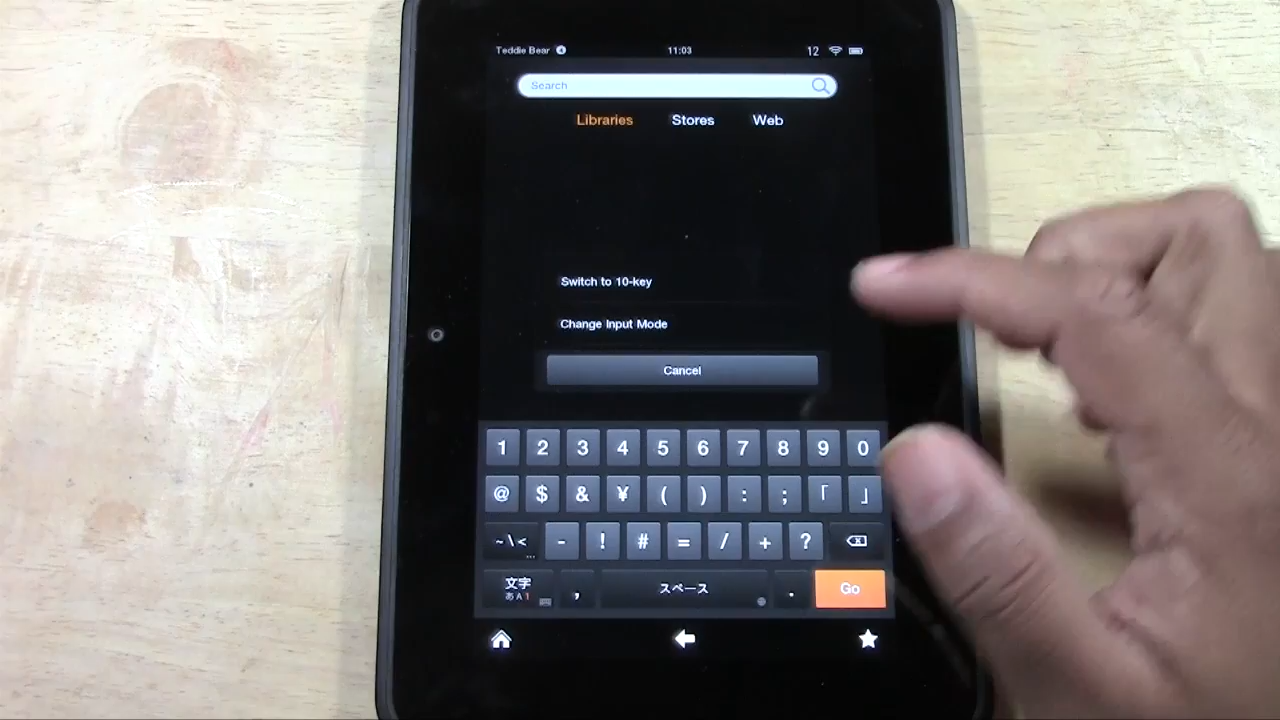 Teddie Bear 4 11:03 12
Search
Libraries Stores Web
Switch to 10-key
Change Input Mode
Cancel
1 2 3 4 5 6 7 8 9 0
@ $ & ¥ ( ) : ; 「 」
~\< ... - ! # = / + ?
文字 , スペース . Go
あA1